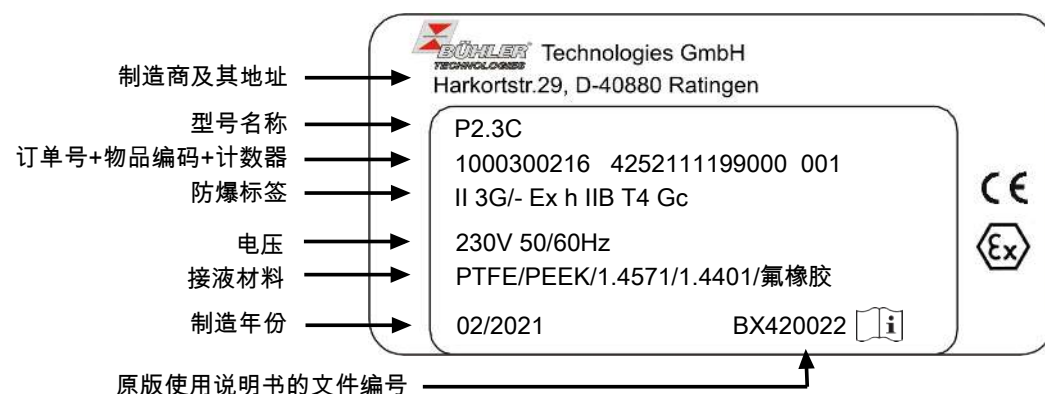 BÜHLER® Technologies GmbH
TECHNOLOGIES
制造商及其地址 Harkortstr.29, D-40880 Ratingen
型号名称 P2.3C
订单号+物品编码+计数器 1000300216 4252111199000 001
防爆标签 II 3G/- Ex h IIB T4 Gc
CE
电压 230V 50/60Hz
Ex
接液材料 PTFE/PEEK/1.4571/1.4401/氟橡胶
制造年份 02/2021 BX420022 i
原版使用说明书的文件编号